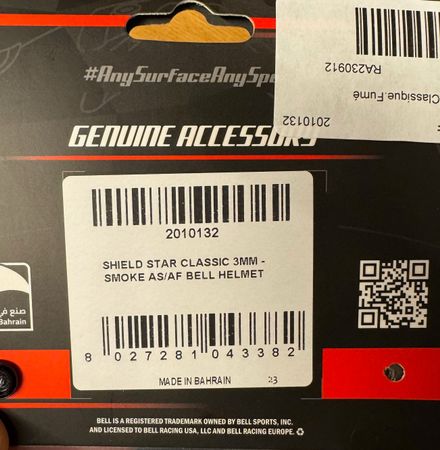 #AnySurfaceAnySpe
RA230912
Classique.Fumé
2010132
GENUINE ACCESSORY
2010132
SHIELD STAR CLASSIC 3MM -
SMOKE AS/AF BELL HELMET
8 027281 043382
صنع في
Bahrain
MADE IN BAHRAIN 23
BELL IS A REGISTERED TRADEMARK OWNED BY BELL SPORTS, INC.
AND LICENSED TO BELL RACING USA, LLC AND BELL RACING EUROPE.